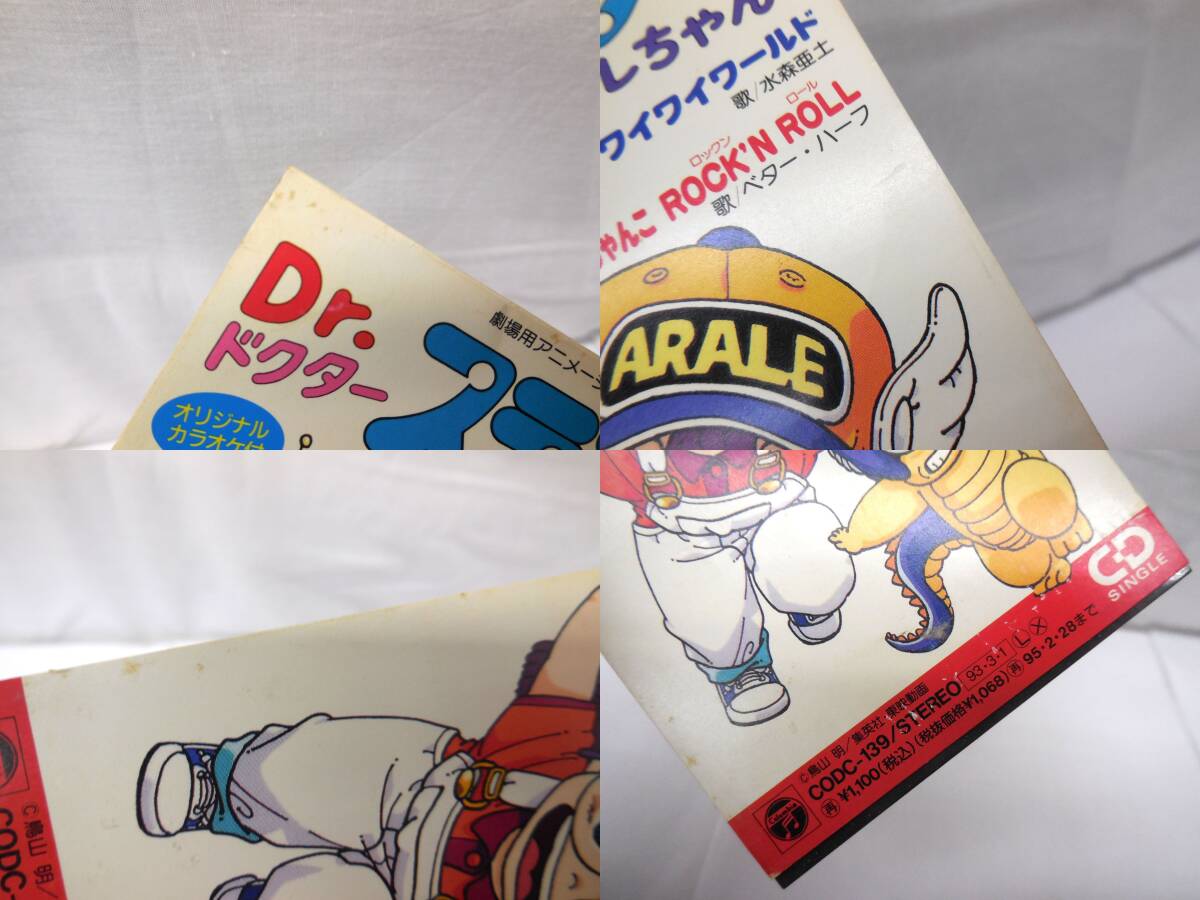 Dr.
ドクター
劇場用アニメーシ
オリジナル
カラオケ付
しちゃん
ワイワイワールド
歌/水森亜土
ロックン ロール
ゃんこ ROCK'N ROLL
歌/ベター・ハーフ
ARALE
©鳥山 明/
CODC-
CD
SINGLE
©鳥山 明/集英社・東映動画
CODC-139/STEREO 93・3・1 L X
再 ¥1,100(税込)(税抜価格¥1,068) 再 95・2・28まで
Columbia